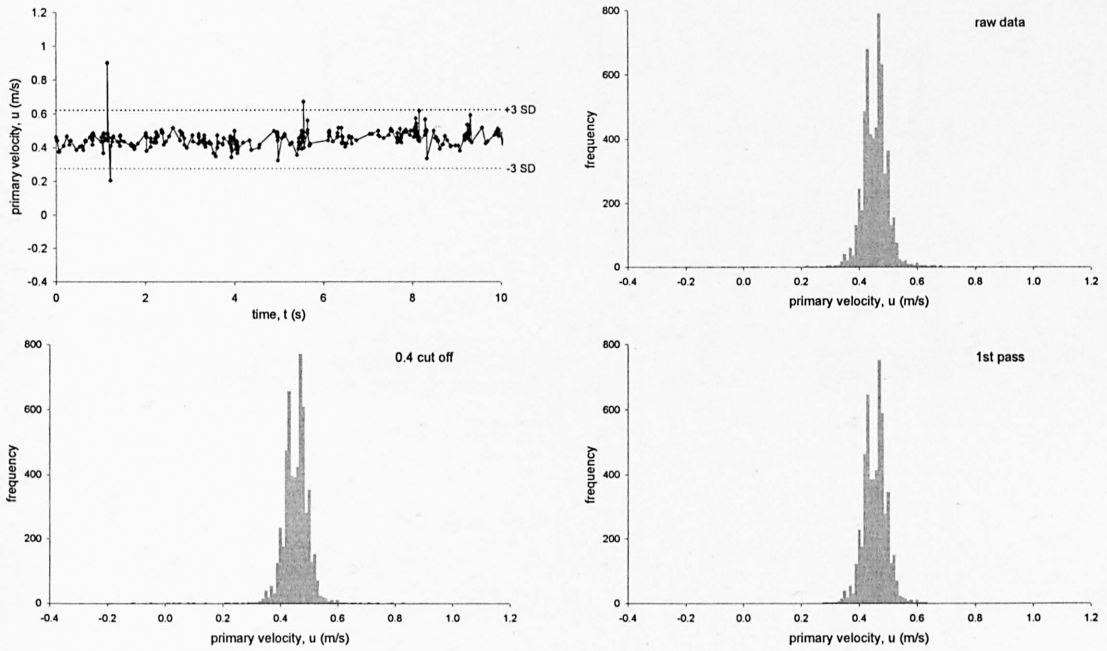 1.2
1
0.8
0.6
0.4
0.2
0
-0.2
-0.4
primary velocity, u (m/s)
+3 SD
-3 SD
0 2 4 6 8 10
time, t (s)
raw data
800
600
400
200
0
frequency
-0.4 -0.2 0.0 0.2 0.4 0.6 0.8 1.0 1.2
primary velocity, u (m/s)
0.4 cut off
800
600
400
200
0
frequency
-0.4 -0.2 0.0 0.2 0.4 0.6 0.8 1.0 1.2
primary velocity, u (m/s)
1st pass
800
600
400
200
0
frequency
-0.4 -0.2 0.0 0.2 0.4 0.6 0.8 1.0 1.2
primary velocity, u (m/s)